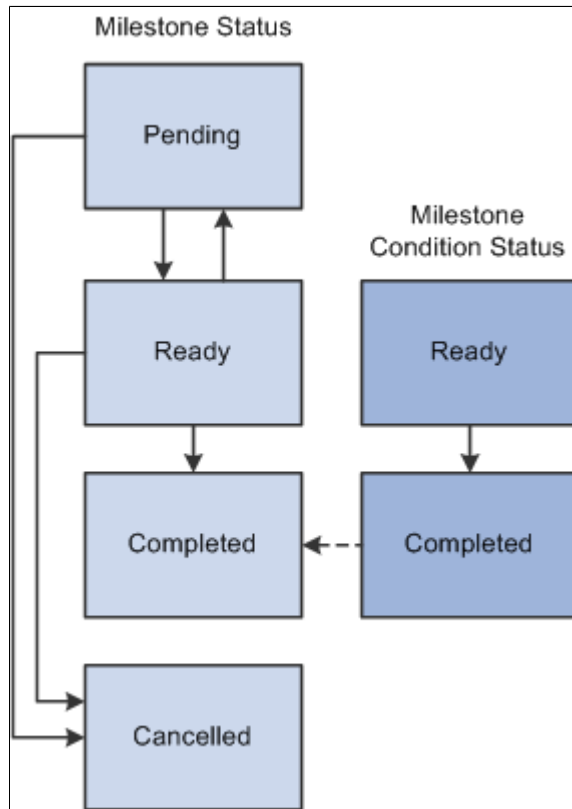 Milestone Status
Pending
Milestone
Condition Status
Ready
Ready
Completed
Completed
Cancelled